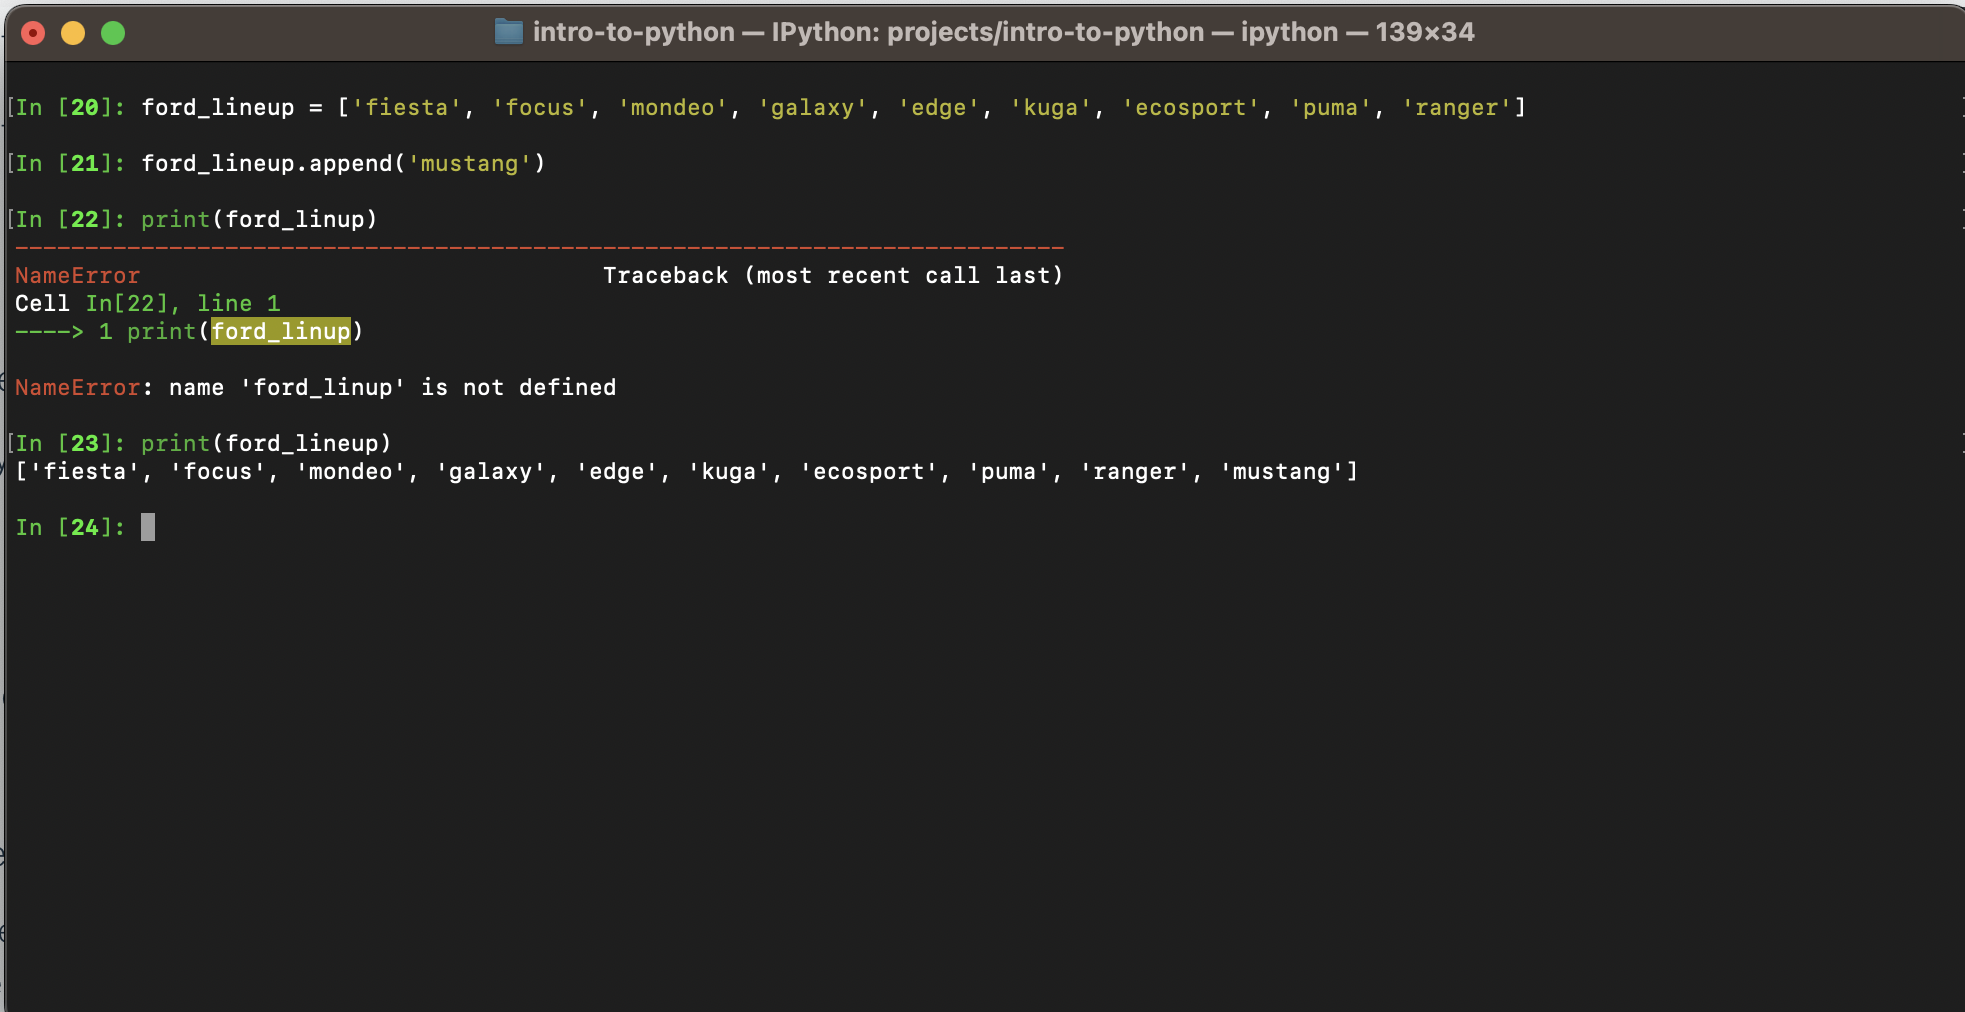 intro-to-python — IPython: projects/intro-to-python — ipython — 139×34
In [20]: ford_lineup = ['fiesta', 'focus', 'mondeo', 'galaxy', 'edge', 'kuga', 'ecosport', 'puma', 'ranger']
In [21]: ford_lineup.append('mustang')
In [22]: print(ford_linup)
---------------------------------------------------------------------------
NameError                                 Traceback (most recent call last)
Cell In[22], line 1
----> 1 print(ford_linup)
NameError: name 'ford_linup' is not defined
In [23]: print(ford_lineup)
['fiesta', 'focus', 'mondeo', 'galaxy', 'edge', 'kuga', 'ecosport', 'puma', 'ranger', 'mustang']
In [24]: